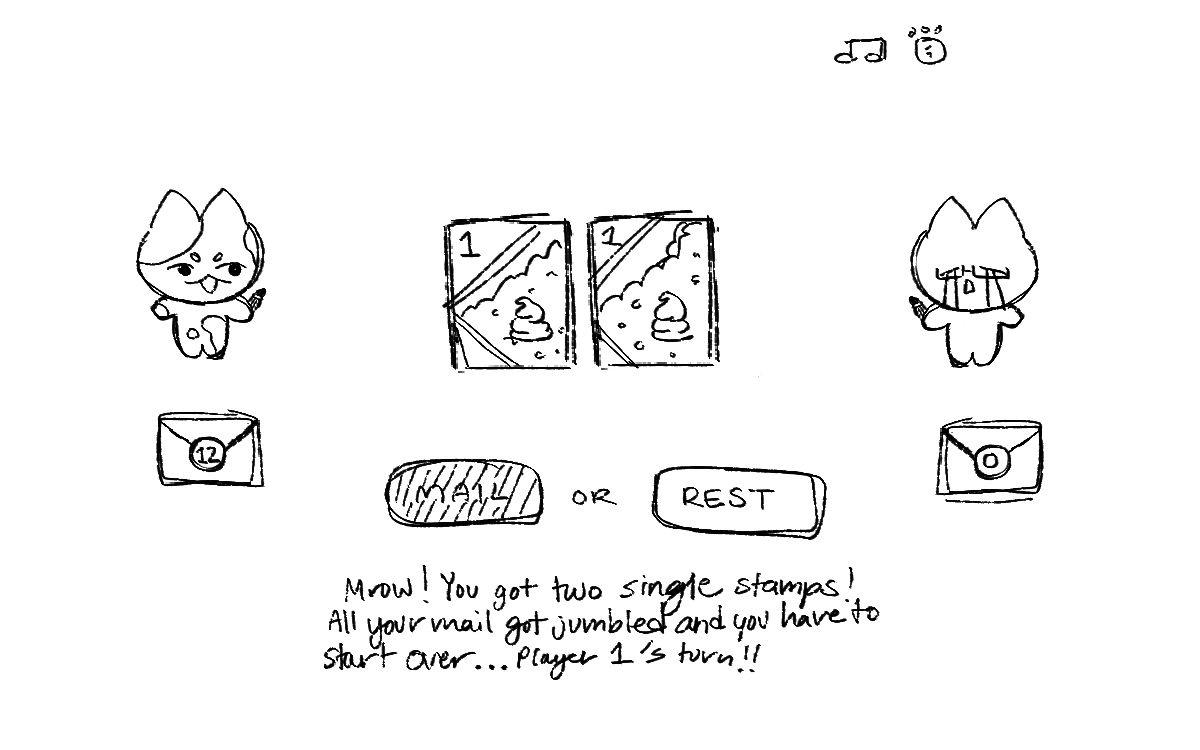 1
1
12
0
MAIL OR REST
Mrow! You got two single stamps!
All your mail got jumbled and you have to
start over... Player 1's turn!!